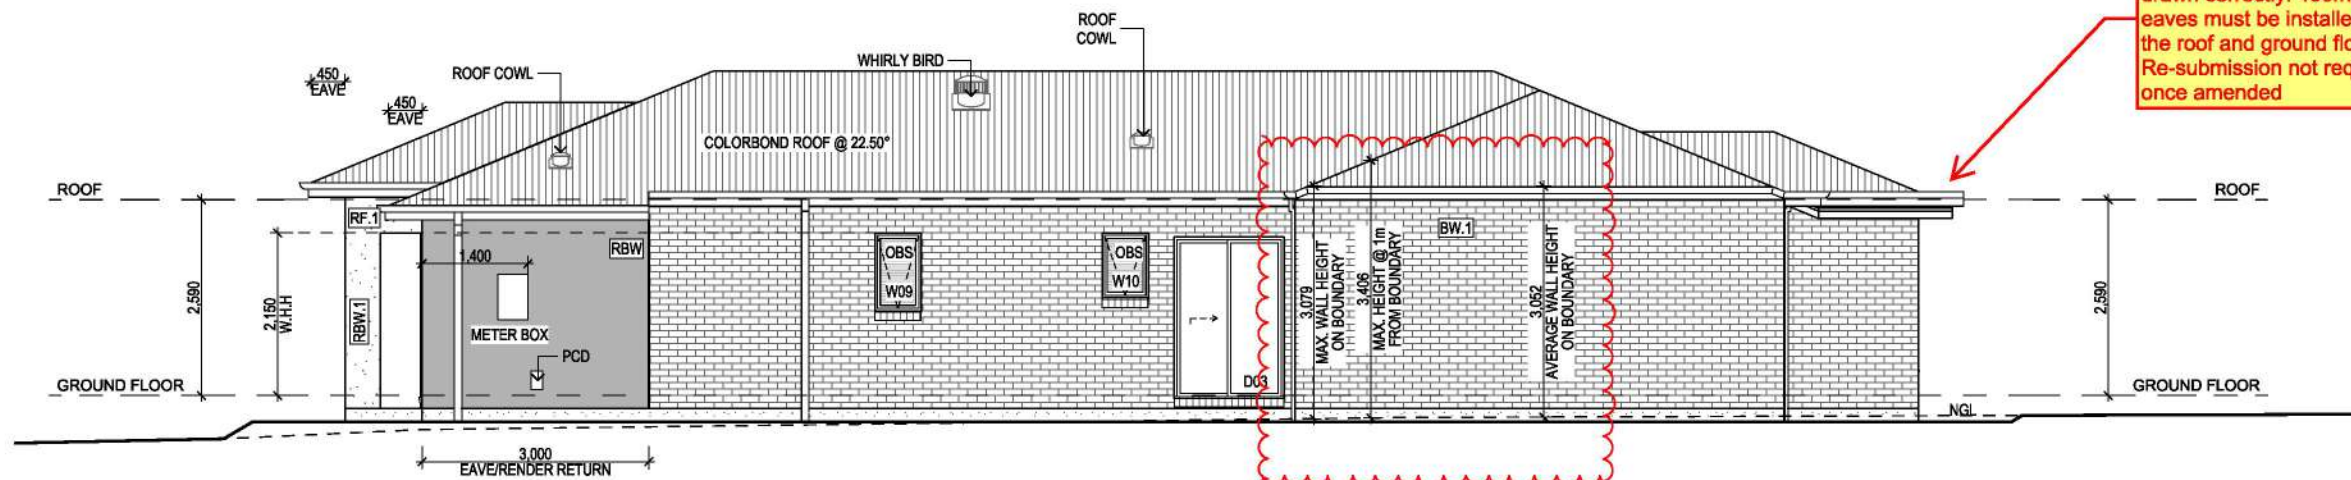 eaves must be
the roof and ground
Re-submission not
once amended
ROOF
COWL
WHIRLY BIRD
ROOF COWL
450
EAVE
450
EAVE
COLORBOND ROOF @ 22.50°
ROOF
ROOF
RF.1
RBW
BW.1
1,400
OBS
W09
OBS
W10
2,590
2,150
W.H.H
RBW.1
METER BOX
PCD
3,079
MAX. WALL HEIGHT
ON BOUNDARY
3,406
MAX. HEIGHT @ 1m
FROM BOUNDARY
3,052
AVERAGE WALL HEIGHT
ON BOUNDARY
2,590
D03
GROUND FLOOR
GROUND FLOOR
NGL
3,000
EAVE/RENDER RETURN